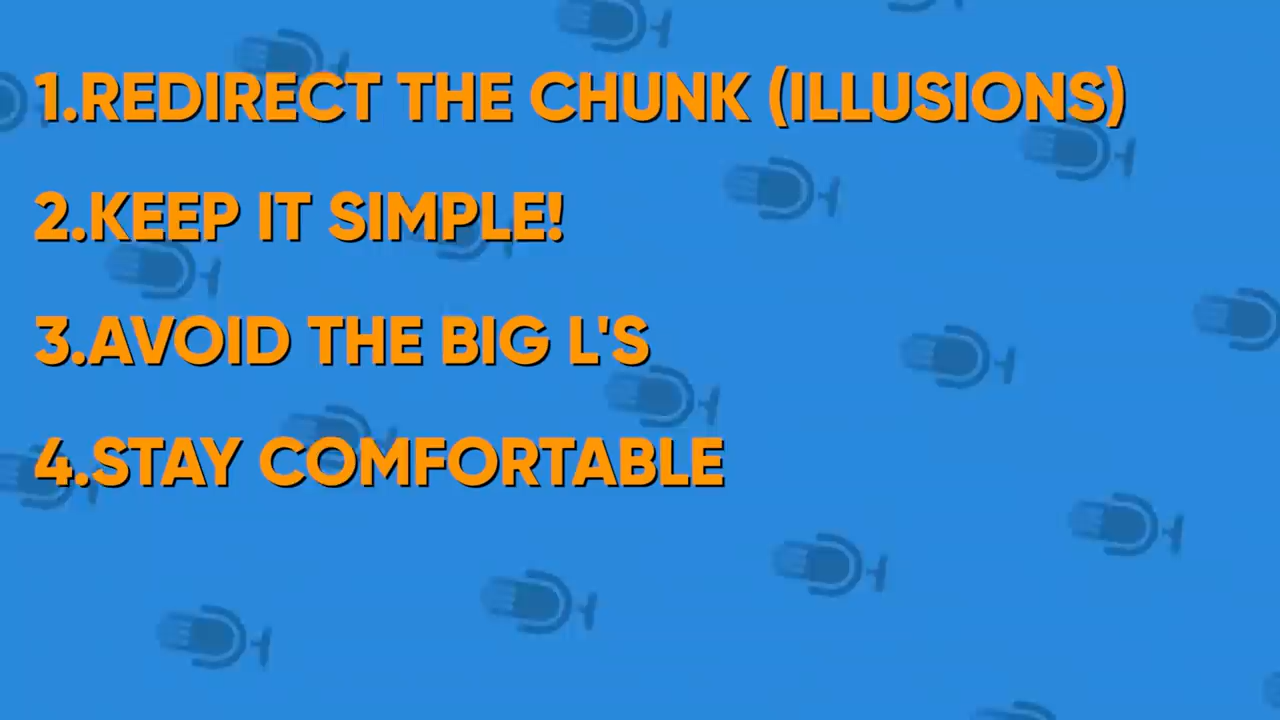 1.REDIRECT THE CHUNK (ILLUSIONS)
2.KEEP IT SIMPLE!
3.AVOID THE BIG L'S
4.STAY COMFORTABLE